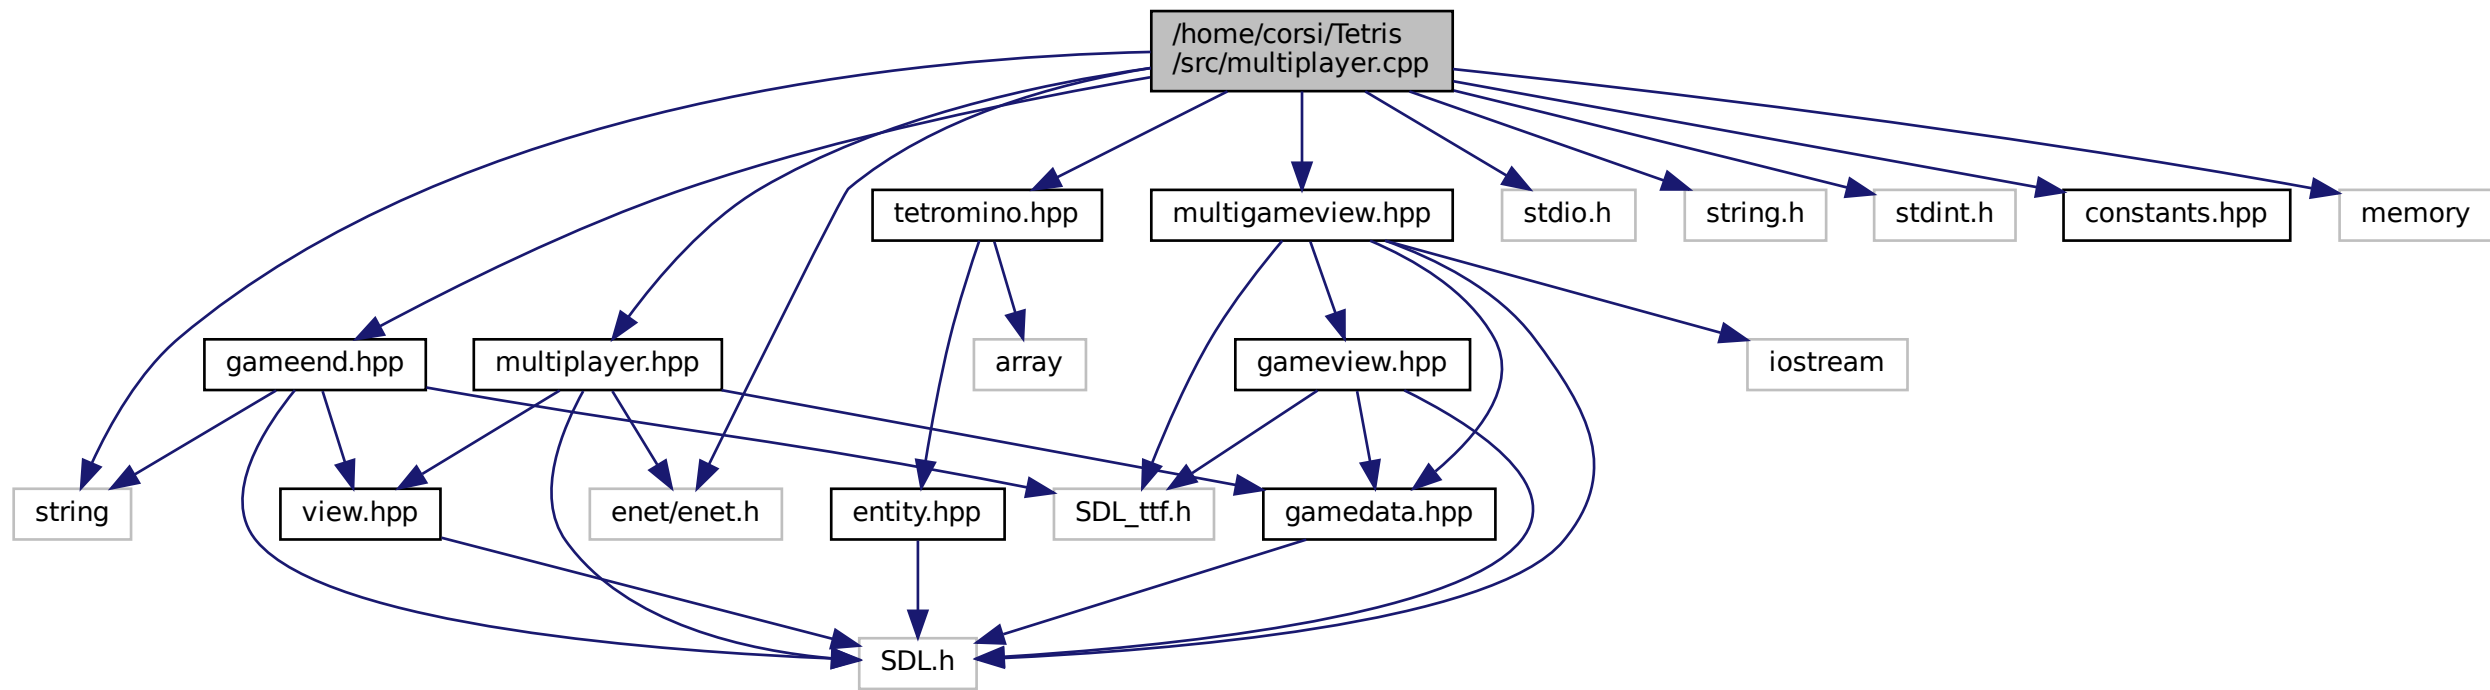 /home/corsi/Tetris
/src/multiplayer.cpp
tetromino.hpp
multigameview.hpp
stdio.h
string.h
stdint.h
constants.hpp
memory
gameend.hpp
multiplayer.hpp
array
gameview.hpp
iostream
string
view.hpp
enet/enet.h
entity.hpp
SDL_ttf.h
gamedata.hpp
SDL.h